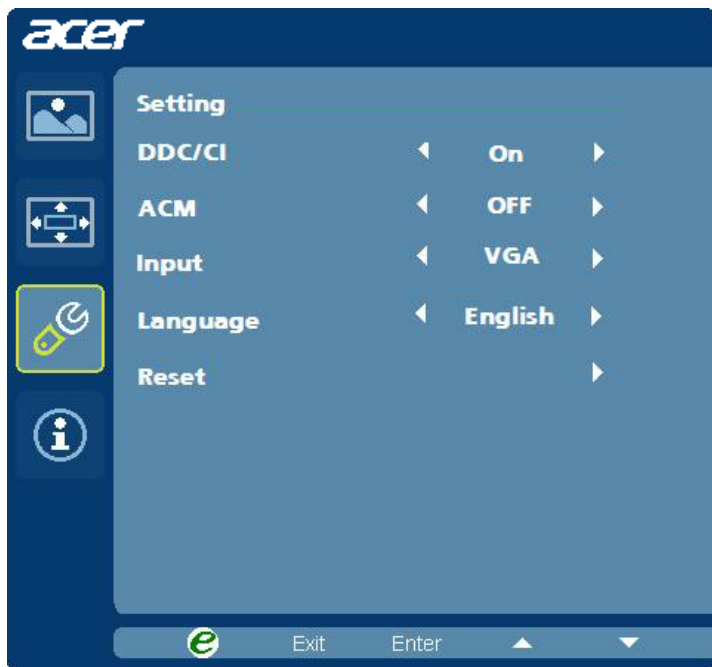 acer
Setting
DDC/CI On
ACM OFF
Input VGA
Language English
Reset
e Exit Enter